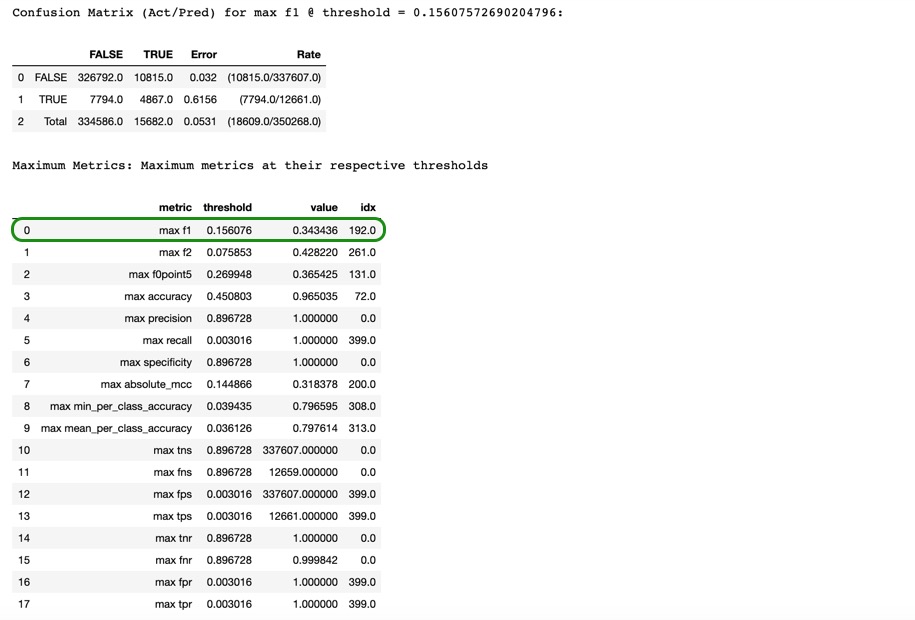 Confusion Matrix (Act/Pred) for max f1 @ threshold = 0.15607572690204796:
FALSE TRUE Error Rate
0 FALSE 326792.0 10815.0 0.032 (10815.0/337607.0)
1 TRUE 7794.0 4867.0 0.6156 (7794.0/12661.0)
2 Total 334586.0 15682.0 0.0531 (18609.0/350268.0)
Maximum Metrics: Maximum metrics at their respective thresholds
metric threshold value idx
0 max f1 0.156076 0.343436 192.0
1 max f2 0.075853 0.428220 261.0
2 max f0point5 0.269948 0.365425 131.0
3 max accuracy 0.450803 0.965035 72.0
4 max precision 0.896728 1.000000 0.0
5 max recall 0.003016 1.000000 399.0
6 max specificity 0.896728 1.000000 0.0
7 max absolute_mcc 0.144866 0.318378 200.0
8 max min_per_class_accuracy 0.039435 0.796595 308.0
9 max mean_per_class_accuracy 0.036126 0.797614 313.0
10 max tns 0.896728 337607.000000 0.0
11 max fns 0.896728 12659.000000 0.0
12 max fps 0.003016 337607.000000 399.0
13 max tps 0.003016 12661.000000 399.0
14 max tnr 0.896728 1.000000 0.0
15 max fnr 0.896728 0.999842 0.0
16 max fpr 0.003016 1.000000 399.0
17 max tpr 0.003016 1.000000 399.0